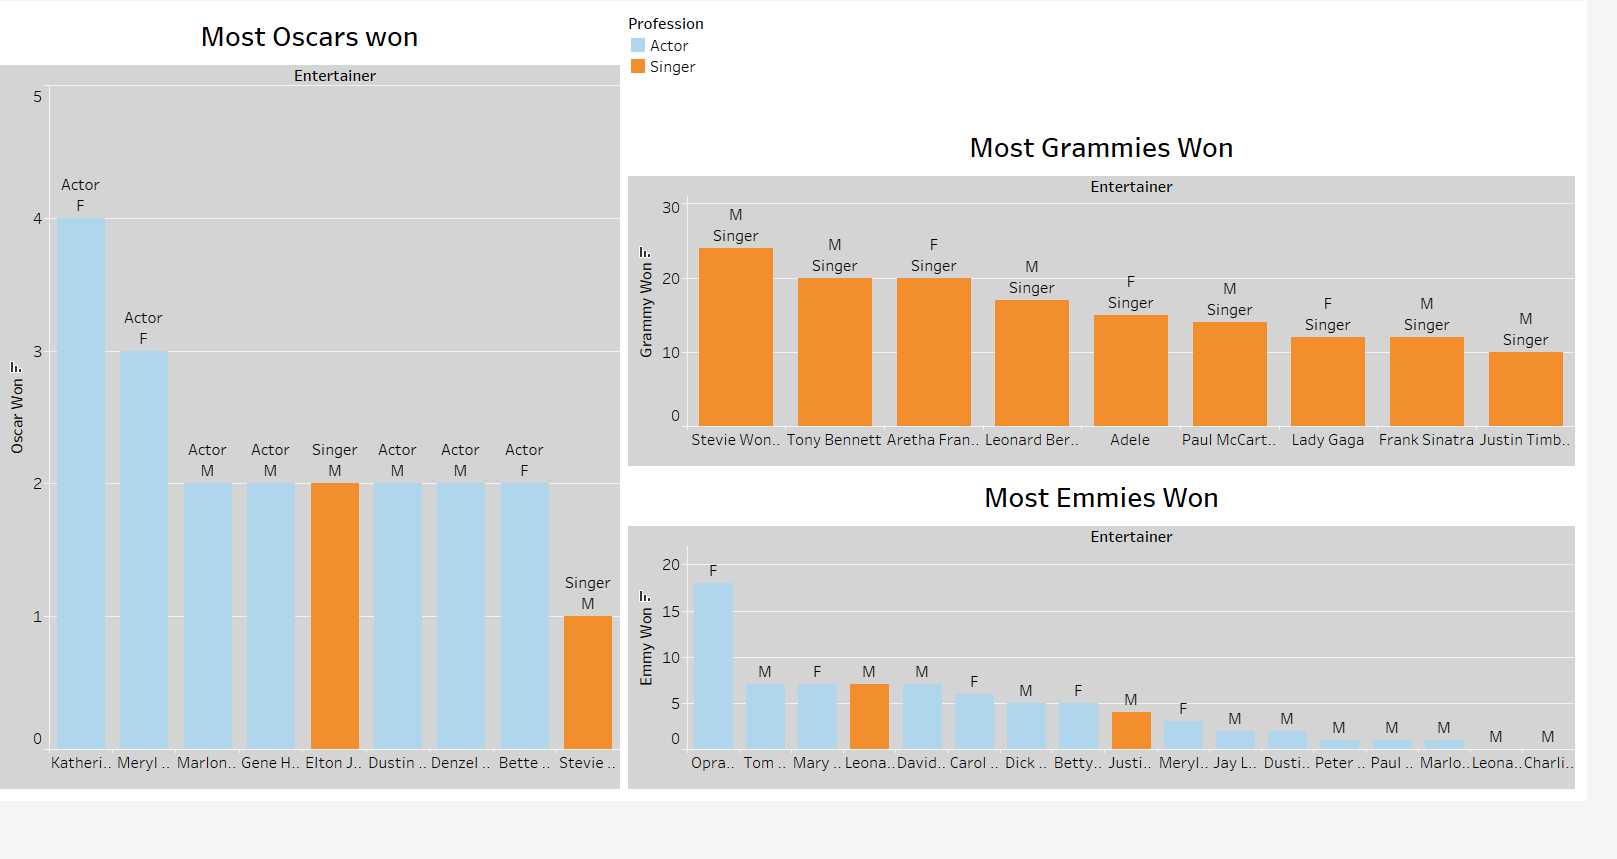 Most Oscars won
Entertainer
Oscar Won
5
4
3
2
1
0
Actor
F
Actor
F
Actor
M
Actor
M
Singer
M
Actor
M
Actor
M
Actor
F
Singer
M
Katheri.. Meryl .. Marlon.. Gene H.. Elton J.. Dustin .. Denzel .. Bette .. Stevie ..
Profession
Actor
Singer
Most Grammies Won
Entertainer
Grammy Won
30
20
10
0
M
Singer
M
Singer
F
Singer
M
Singer
F
Singer
M
Singer
F
Singer
M
Singer
M
Singer
Stevie Won.. Tony Bennett Aretha Fran.. Leonard Ber.. Adele Paul McCart.. Lady Gaga Frank Sinatra Justin Timb..
Most Emmies Won
Entertainer
Emmy Won
20
15
10
5
0
F M F M M F M F M F M M M M M M M
Opra.. Tom .. Mary .. Leona.. David.. Carol .. Dick .. Betty.. Justi.. Meryl.. Jay L.. Dusti.. Peter .. Paul .. Marlo.. Leona.. Charli..